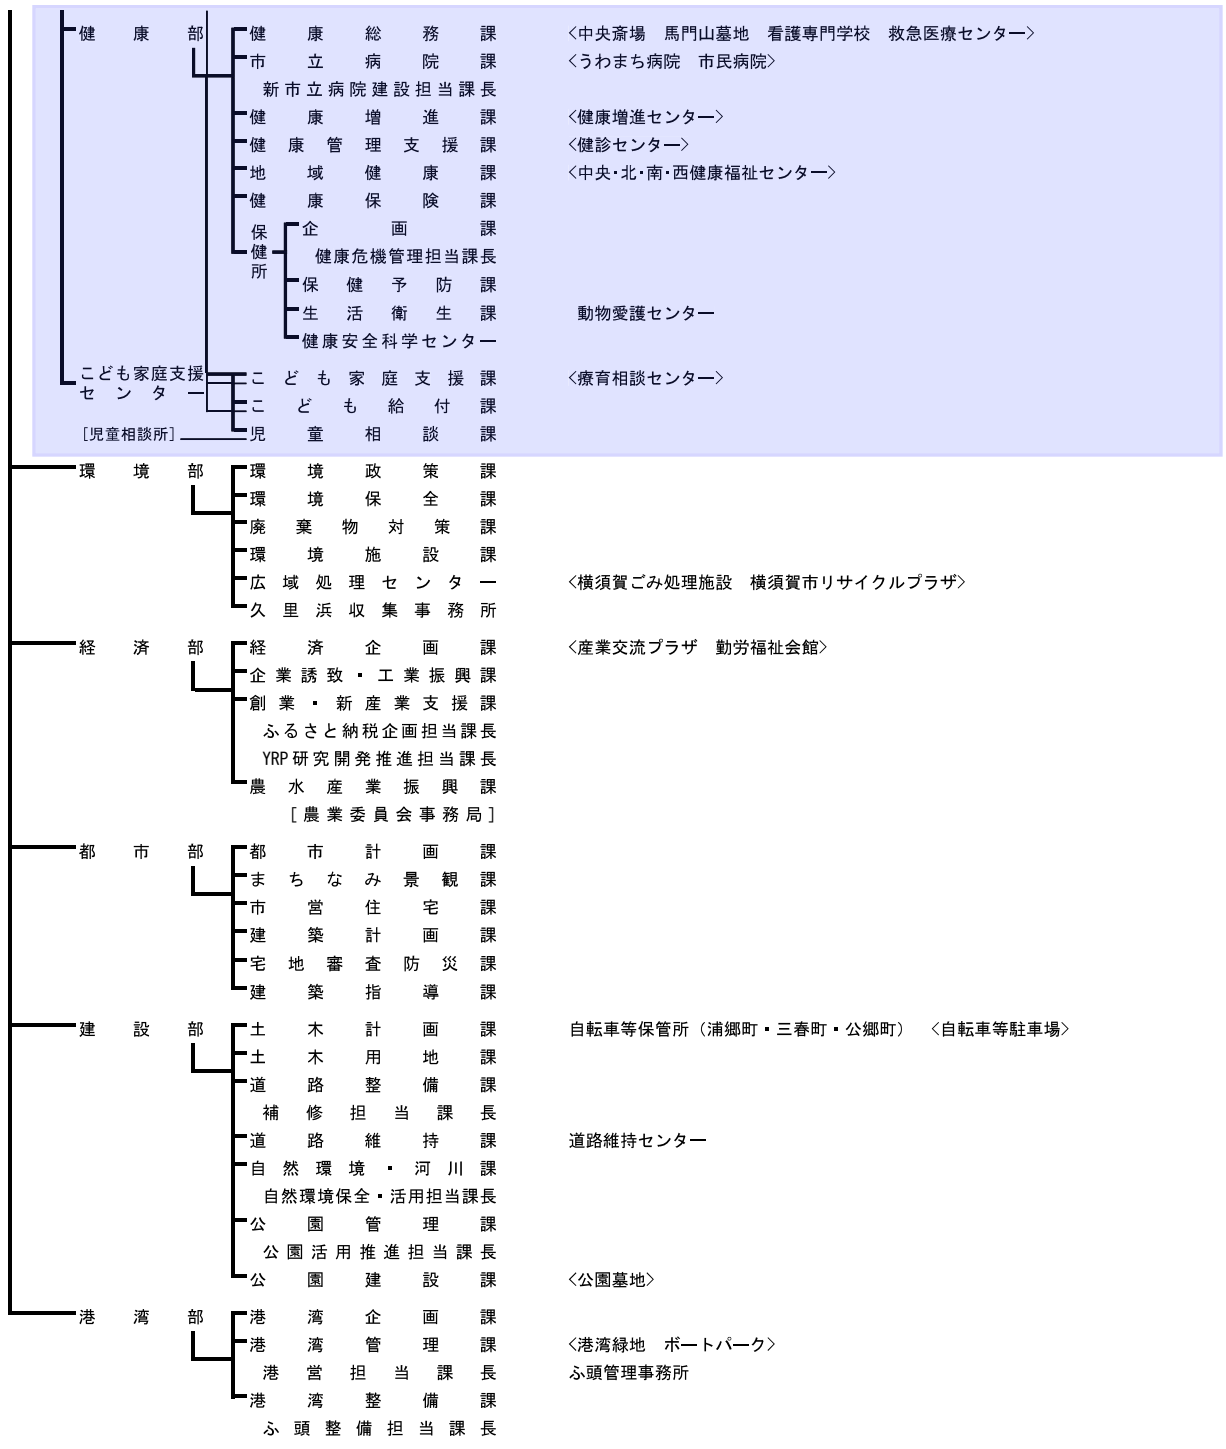 健康部 健康総務課 〈中央斎場 馬門山墓地 看護専門学校 救急医療センター〉
市立病院課 〈うわまち病院 市民病院〉
新市立病院建設担当課長
健康増進課 〈健康増進センター〉
健康管理支援課 〈健診センター〉
地域健康課 〈中央・北・南・西健康福祉センター〉
健康保険課
保健所 企画課
健康危機管理担当課長
保健予防課
生活衛生課 動物愛護センター
健康安全科学センター
こども家庭支援センター こども家庭支援課 〈療育相談センター〉
こども給付課
[児童相談所] 児童相談課
環境部 環境政策課
環境保全課
廃棄物対策課
環境施設課
広域処理センター 〈横須賀ごみ処理施設 横須賀市リサイクルプラザ〉
久里浜収集事務所
経済部 経済企画課 〈産業交流プラザ 勤労福祉会館〉
企業誘致・工業振興課
創業・新産業支援課
ふるさと納税企画担当課長
YRP研究開発推進担当課長
農水産業振興課
[農業委員会事務局]
都市部 都市計画課
まちなみ景観課
市営住宅課
建築計画課
宅地審査防災課
建築指導課
建設部 土木計画課 自転車等保管所（浦郷町・三春町・公郷町） 〈自転車等駐車場〉
土木用地課
道路整備課
補修担当課長
道路維持課 道路維持センター
自然環境・河川課
自然環境保全・活用担当課長
公園管理課
公園活用推進担当課長
公園建設課 〈公園墓地〉
港湾部 港湾企画課
港湾管理課 〈港湾緑地 ボートパーク〉
港営担当課長 ふ頭管理事務所
港湾整備課
ふ頭整備担当課長